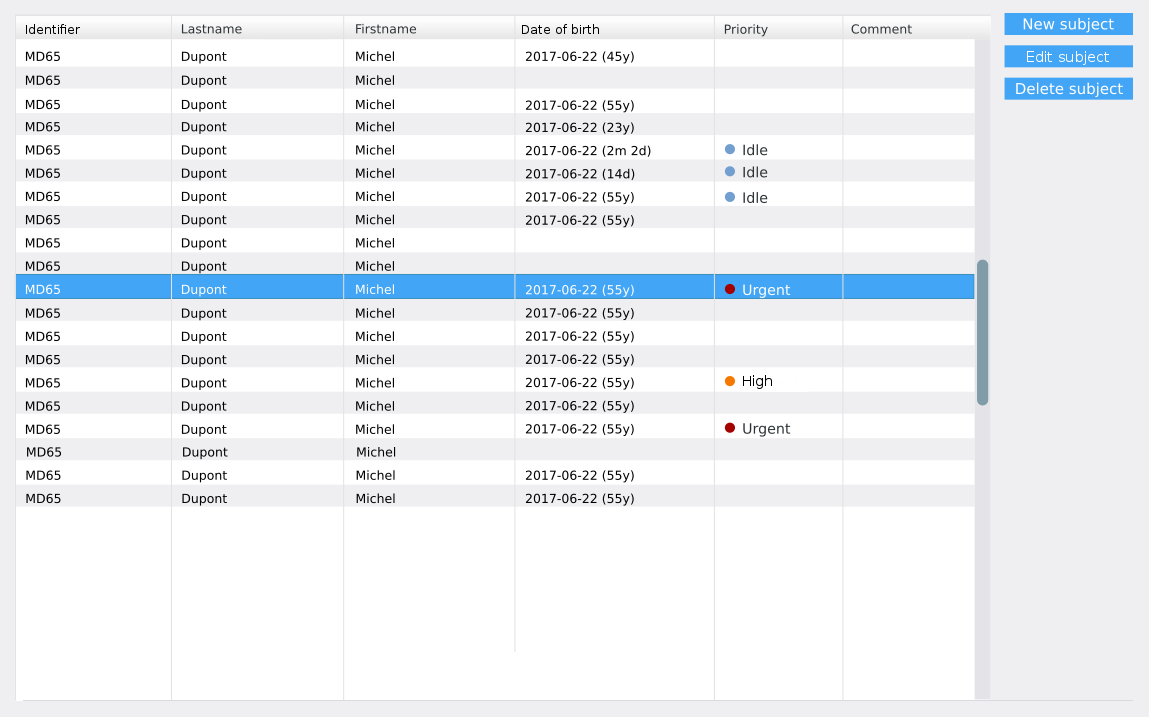 Identifier Lastname Firstname Date of birth Priority Comment New subject
MD65 Dupont Michel 2017-06-22 (45y) Edit subject
MD65 Dupont Michel Delete subject
MD65 Dupont Michel 2017-06-22 (55y)
MD65 Dupont Michel 2017-06-22 (23y)
MD65 Dupont Michel 2017-06-22 (2m 2d) Idle
MD65 Dupont Michel 2017-06-22 (14d) Idle
MD65 Dupont Michel 2017-06-22 (55y) Idle
MD65 Dupont Michel 2017-06-22 (55y)
MD65 Dupont Michel
MD65 Dupont Michel
MD65 Dupont Michel 2017-06-22 (55y) Urgent
MD65 Dupont Michel 2017-06-22 (55y)
MD65 Dupont Michel 2017-06-22 (55y)
MD65 Dupont Michel 2017-06-22 (55y)
MD65 Dupont Michel 2017-06-22 (55y) High
MD65 Dupont Michel 2017-06-22 (55y)
MD65 Dupont Michel 2017-06-22 (55y) Urgent
MD65 Dupont Michel
MD65 Dupont Michel 2017-06-22 (55y)
MD65 Dupont Michel 2017-06-22 (55y)